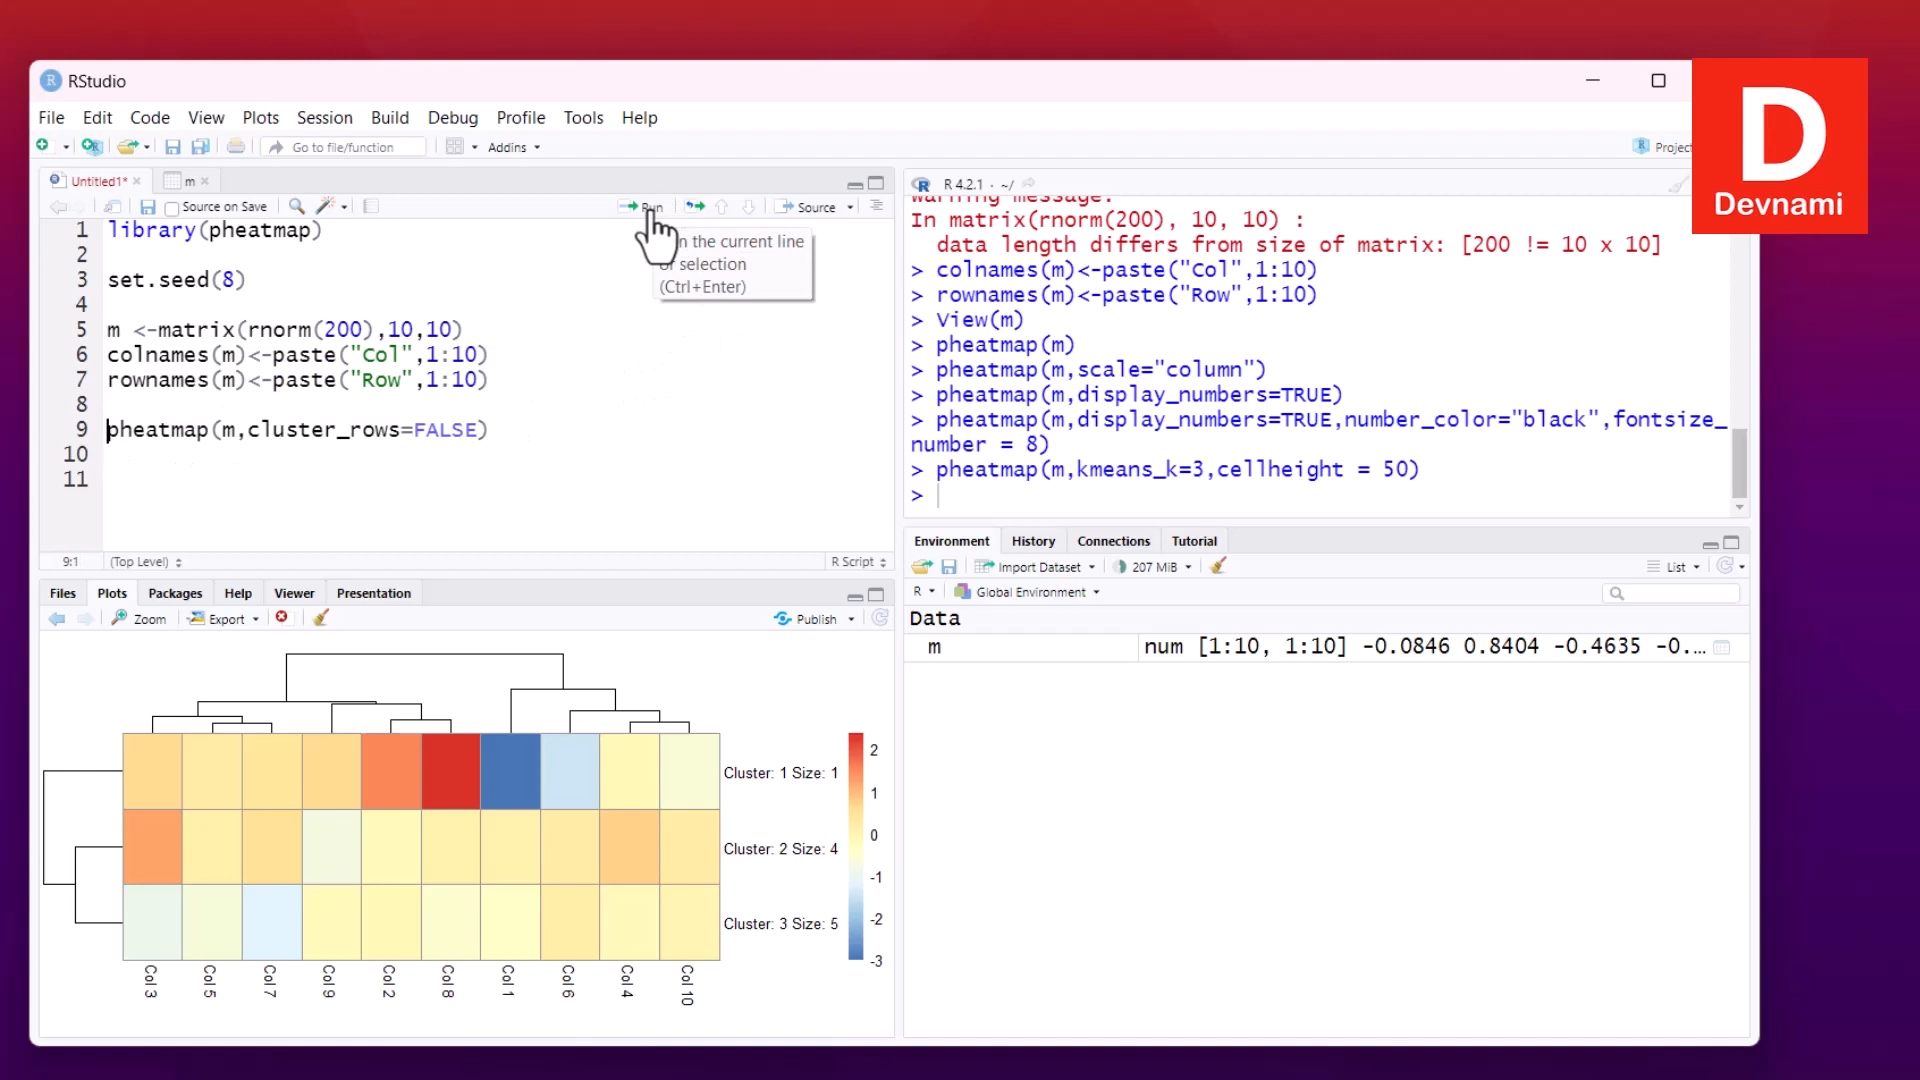 RStudio
File Edit Code View Plots Session Build Debug Profile Tools Help
Go to file/function Addins
Project
D
Devnami
Untitled1* m
Source on Save Run Source
n the current line
or selection
(Ctrl+Enter)
1 library(pheatmap)
2
3 set.seed(8)
4
5 m <-matrix(rnorm(200),10,10)
6 colnames(m)<-paste("Col",1:10)
7 rownames(m)<-paste("Row",1:10)
8
9 pheatmap(m,cluster_rows=FALSE)
10
11
9:1 (Top Level) R Script
R 4.2.1 · ~/
warning message:
In matrix(rnorm(200), 10, 10) :
data length differs from size of matrix: [200 != 10 x 10]
> colnames(m)<-paste("Col",1:10)
> rownames(m)<-paste("Row",1:10)
> View(m)
> pheatmap(m)
> pheatmap(m,scale="column")
> pheatmap(m,display_numbers=TRUE)
> pheatmap(m,display_numbers=TRUE,number_color="black",fontsize_
number = 8)
> pheatmap(m,kmeans_k=3,cellheight = 50)
>
Environment History Connections Tutorial
Import Dataset 207 MiB List
R Global Environment
Data
m num [1:10, 1:10] -0.0846 0.8404 -0.4635 -0....
Files Plots Packages Help Viewer Presentation
Zoom Export Publish
Cluster: 1 Size: 1
Cluster: 2 Size: 4
Cluster: 3 Size: 5
2
1
0
-1
-2
-3
Col 3
Col 5
Col 7
Col 9
Col 2
Col 8
Col 1
Col 6
Col 4
Col 10